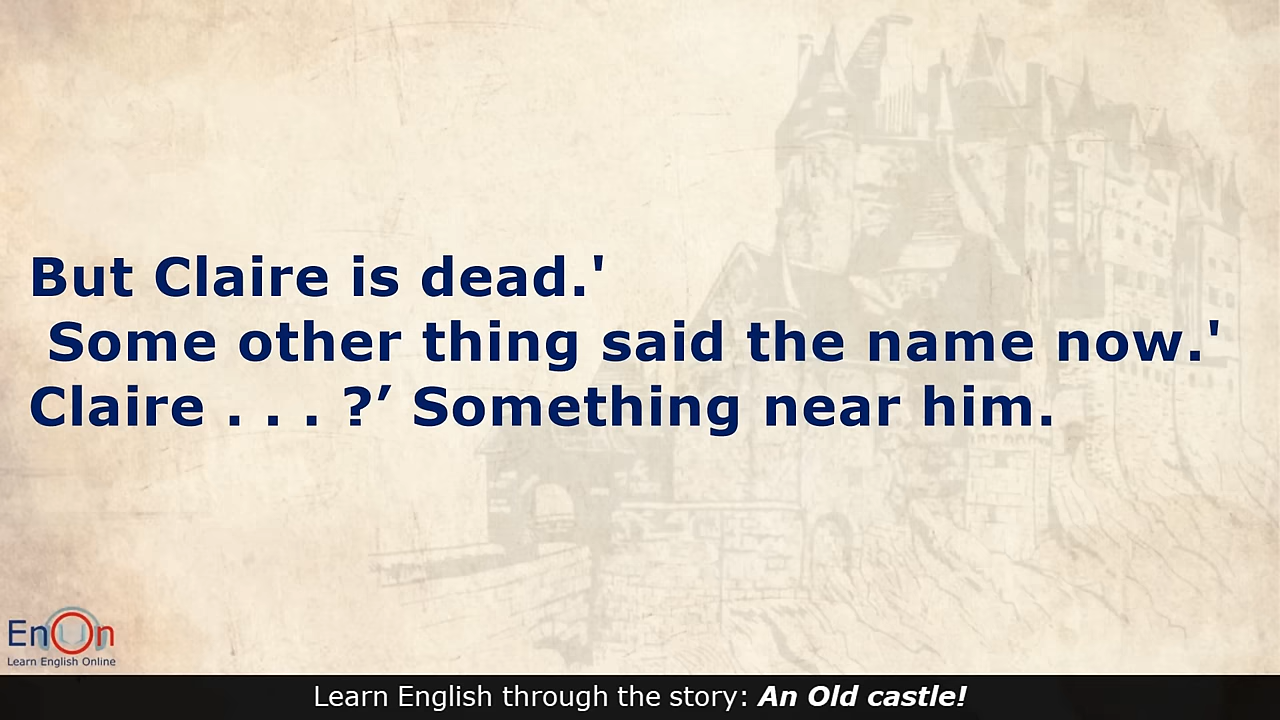 But Claire is dead.'
Some other thing said the name now.'
Claire . . . ?’ Something near him.
EnOn
Learn English Online
Learn English through the story: An Old castle!